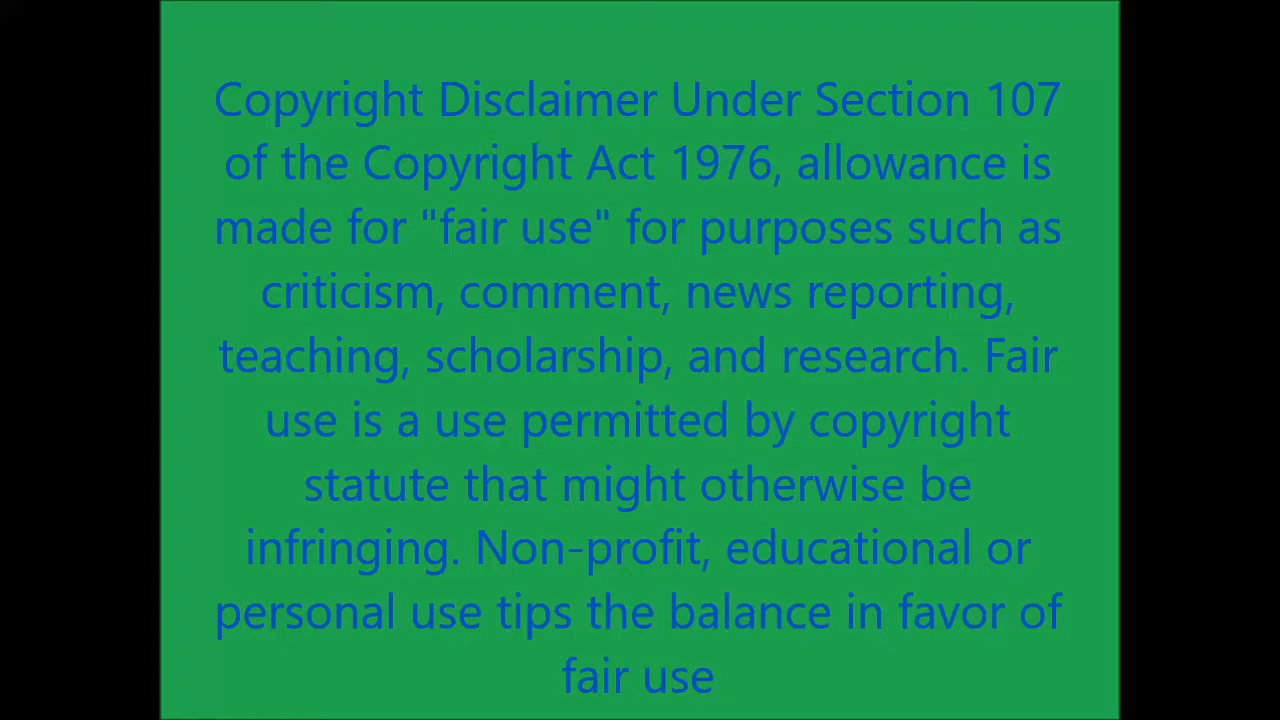 Copyright Disclaimer Under Section 107
of the Copyright Act 1976, allowance is
made for "fair use" for purposes such as
criticism, comment, news reporting,
teaching, scholarship, and research. Fair
use is a use permitted by copyright
statute that might otherwise be
infringing. Non-profit, educational or
personal use tips the balance in favor of
fair use